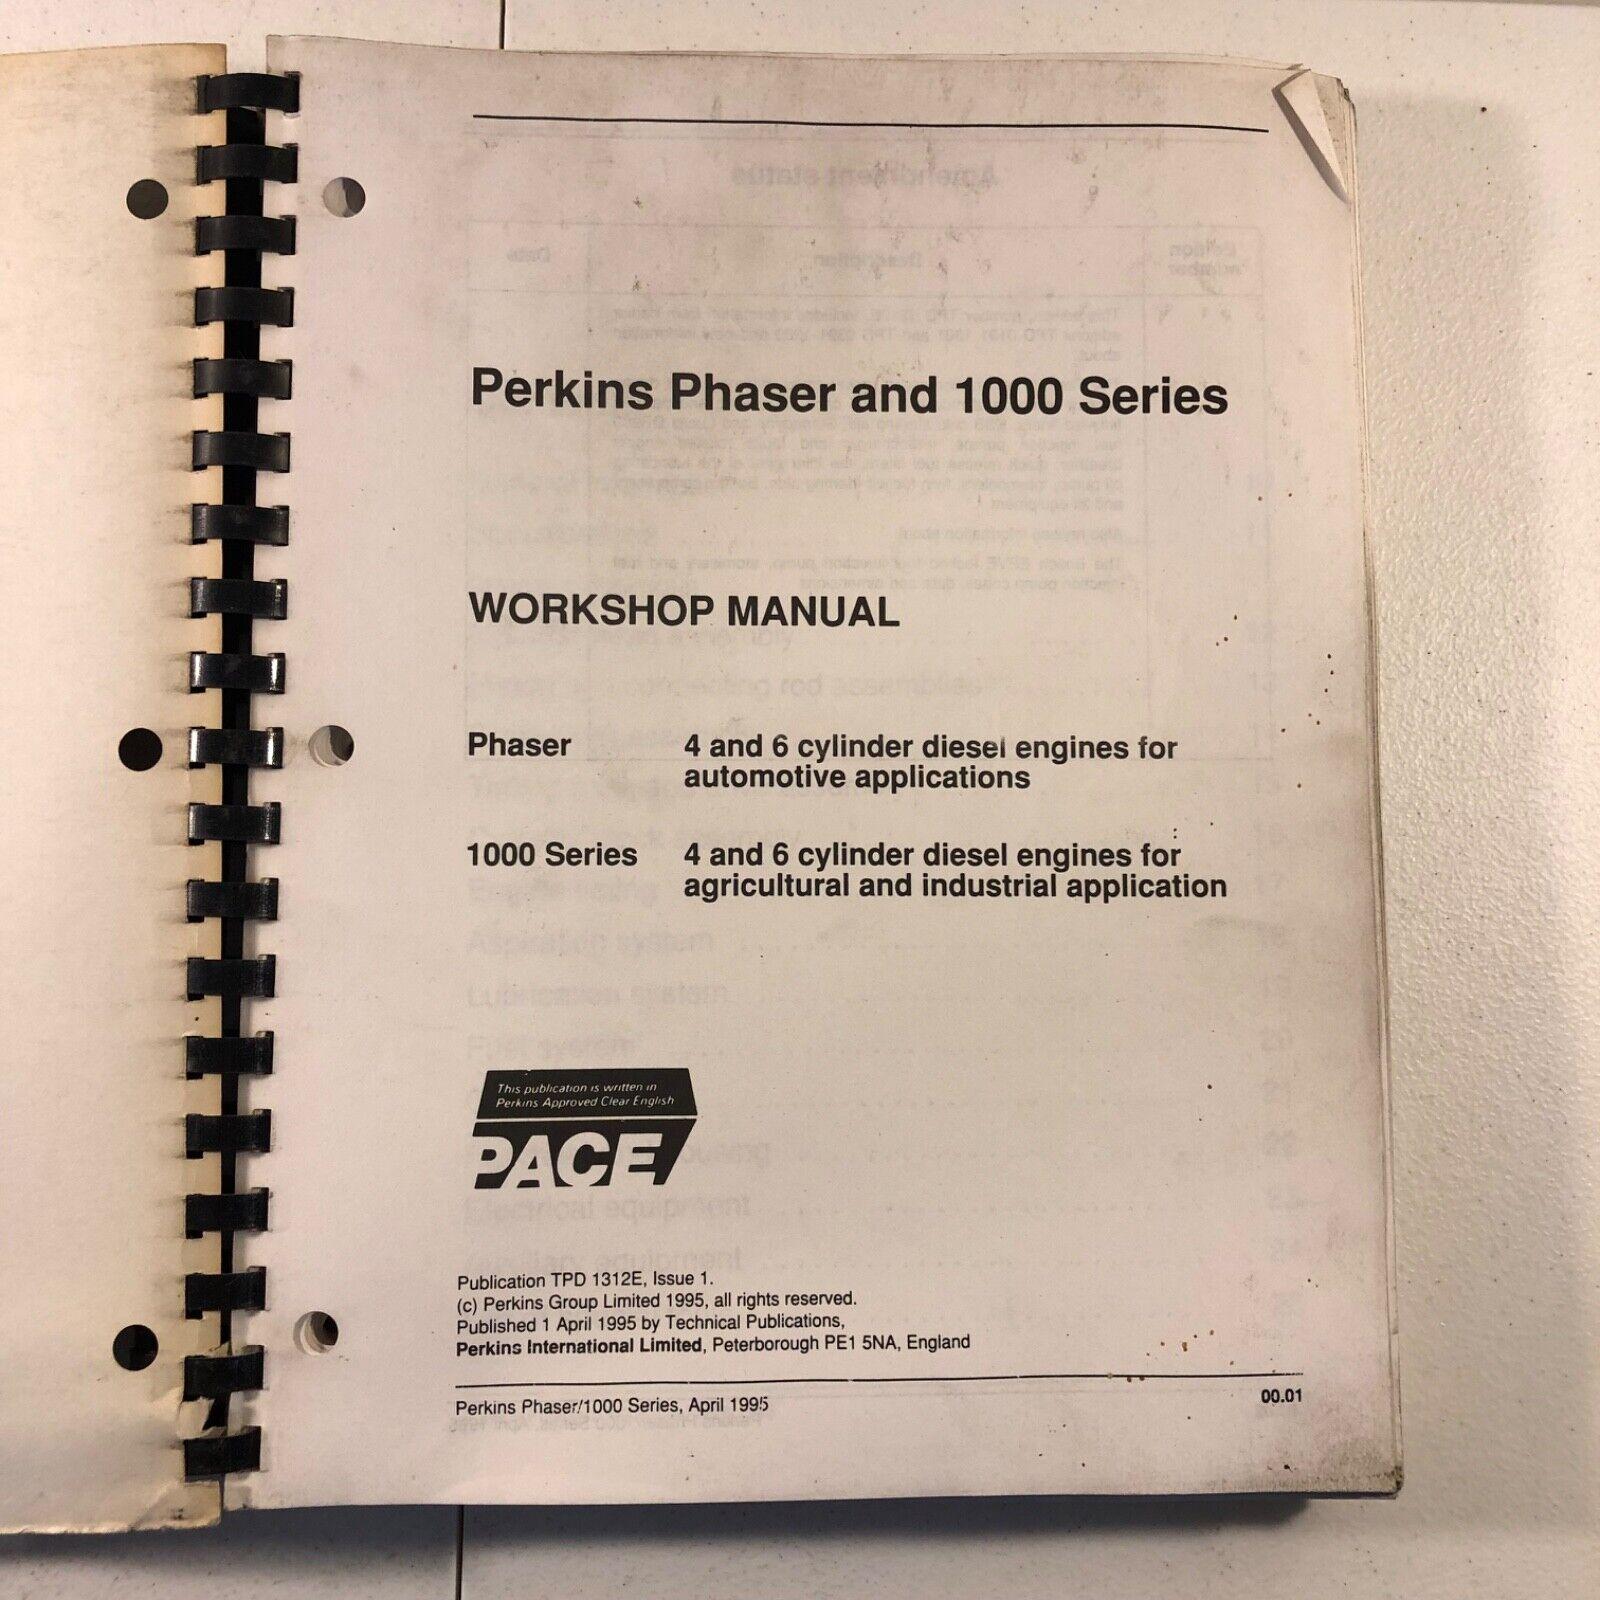 Perkins Phaser and 1000 Series
WORKSHOP MANUAL
Phaser 4 and 6 cylinder diesel engines for
automotive applications
1000 Series 4 and 6 cylinder diesel engines for
agricultural and industrial application
This publication is written in
Perkins Approved Clear English
PACE
Publication TPD 1312E, Issue 1.
(c) Perkins Group Limited 1995, all rights reserved.
Published 1 April 1995 by Technical Publications,
Perkins International Limited, Peterborough PE1 5NA, England
Perkins Phaser/1000 Series, April 1995 00.01